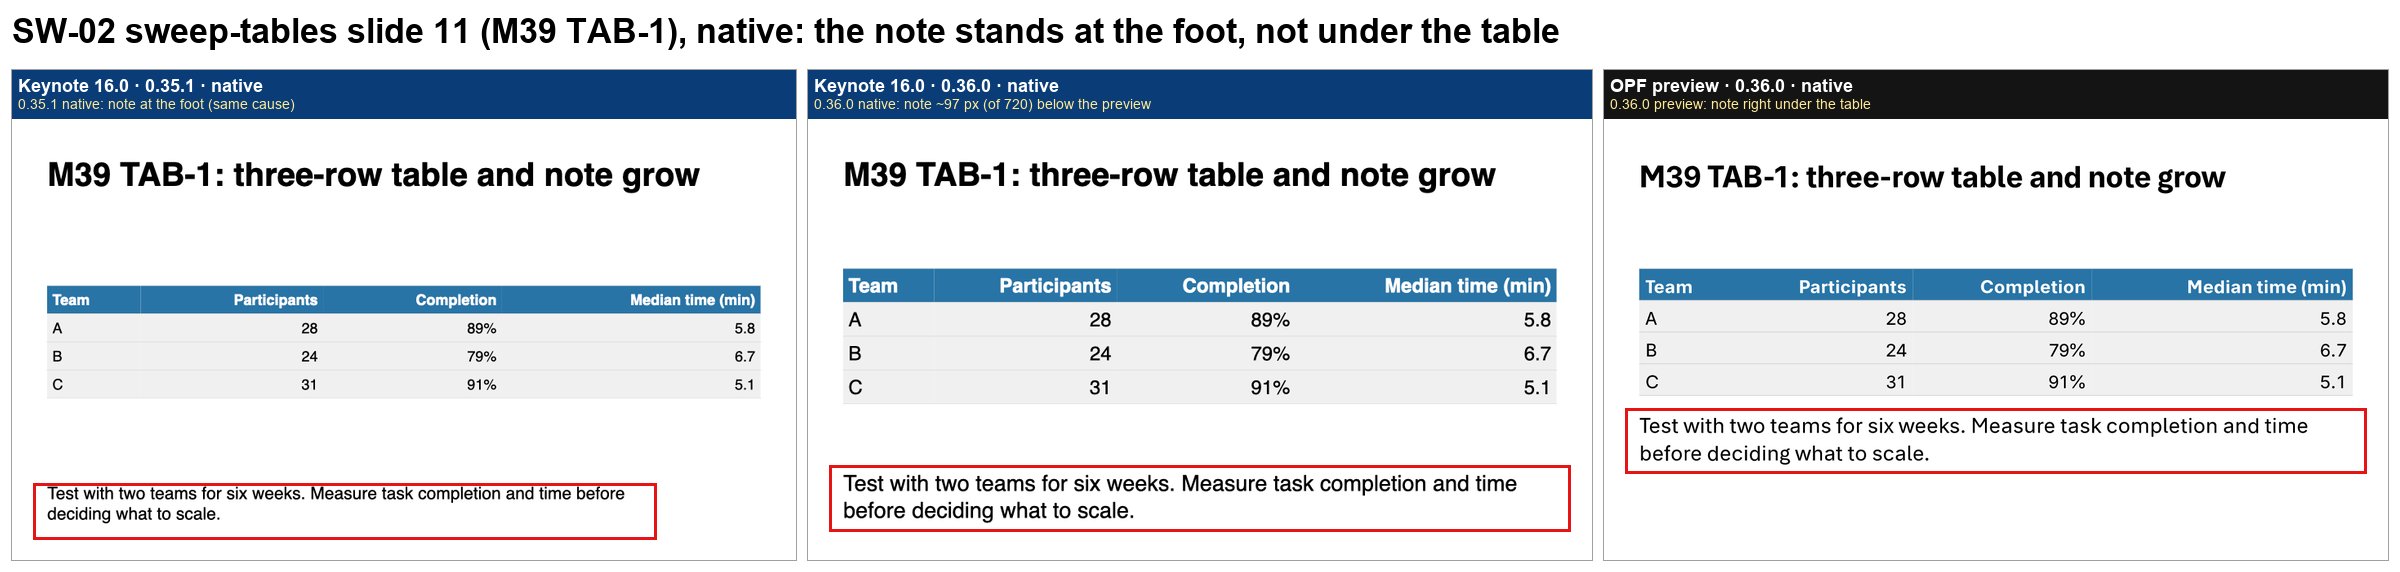 SW-02 sweep-tables slide 11 (M39 TAB-1), native: the note stands at the foot, not under the table
Keynote 16.0 · 0.35.1 · native
0.35.1 native: note at the foot (same cause)
M39 TAB-1: three-row table and note grow
Team Participants Completion Median time (min)
A 28 89% 5.8
B 24 79% 6.7
C 31 91% 5.1
Test with two teams for six weeks. Measure task completion and time before
deciding what to scale.
Keynote 16.0 · 0.36.0 · native
0.36.0 native: note ~97 px (of 720) below the preview
M39 TAB-1: three-row table and note grow
Team Participants Completion Median time (min)
A 28 89% 5.8
B 24 79% 6.7
C 31 91% 5.1
Test with two teams for six weeks. Measure task completion and time
before deciding what to scale.
OPF preview · 0.36.0 · native
0.36.0 preview: note right under the table
M39 TAB-1: three-row table and note grow
Team Participants Completion Median time (min)
A 28 89% 5.8
B 24 79% 6.7
C 31 91% 5.1
Test with two teams for six weeks. Measure task completion and time
before deciding what to scale.